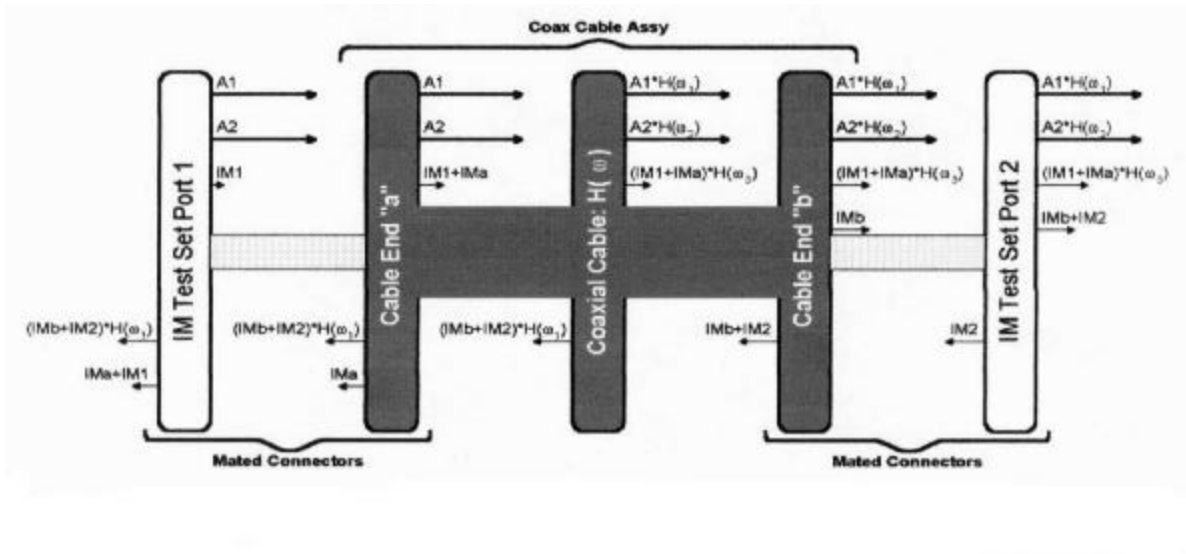 Coax Cable Assy
A1 A1 A1*H(ω₁) A1*H(ω₁) A1*H(ω₁)
A2 A2 A2*H(ω₂) A2*H(ω₂) A2*H(ω₂)
IM1 IM1+IMa (IM1+IMa)*H(ω₃) (IM1+IMa)*H(ω₃) (IM1+IMa)*H(ω₃)
IMb IMb+IM2
IM Test Set Port 1
Cable End "a"
Coaxial Cable: H( ω )
Cable End "b"
IM Test Set Port 2
(IMb+IM2)*H(ω₃) (IMb+IM2)*H(ω₃) (IMb+IM2)*H(ω₃) IMb+IM2 IM2
IMa+IM1 IMa
Mated Connectors Mated Connectors